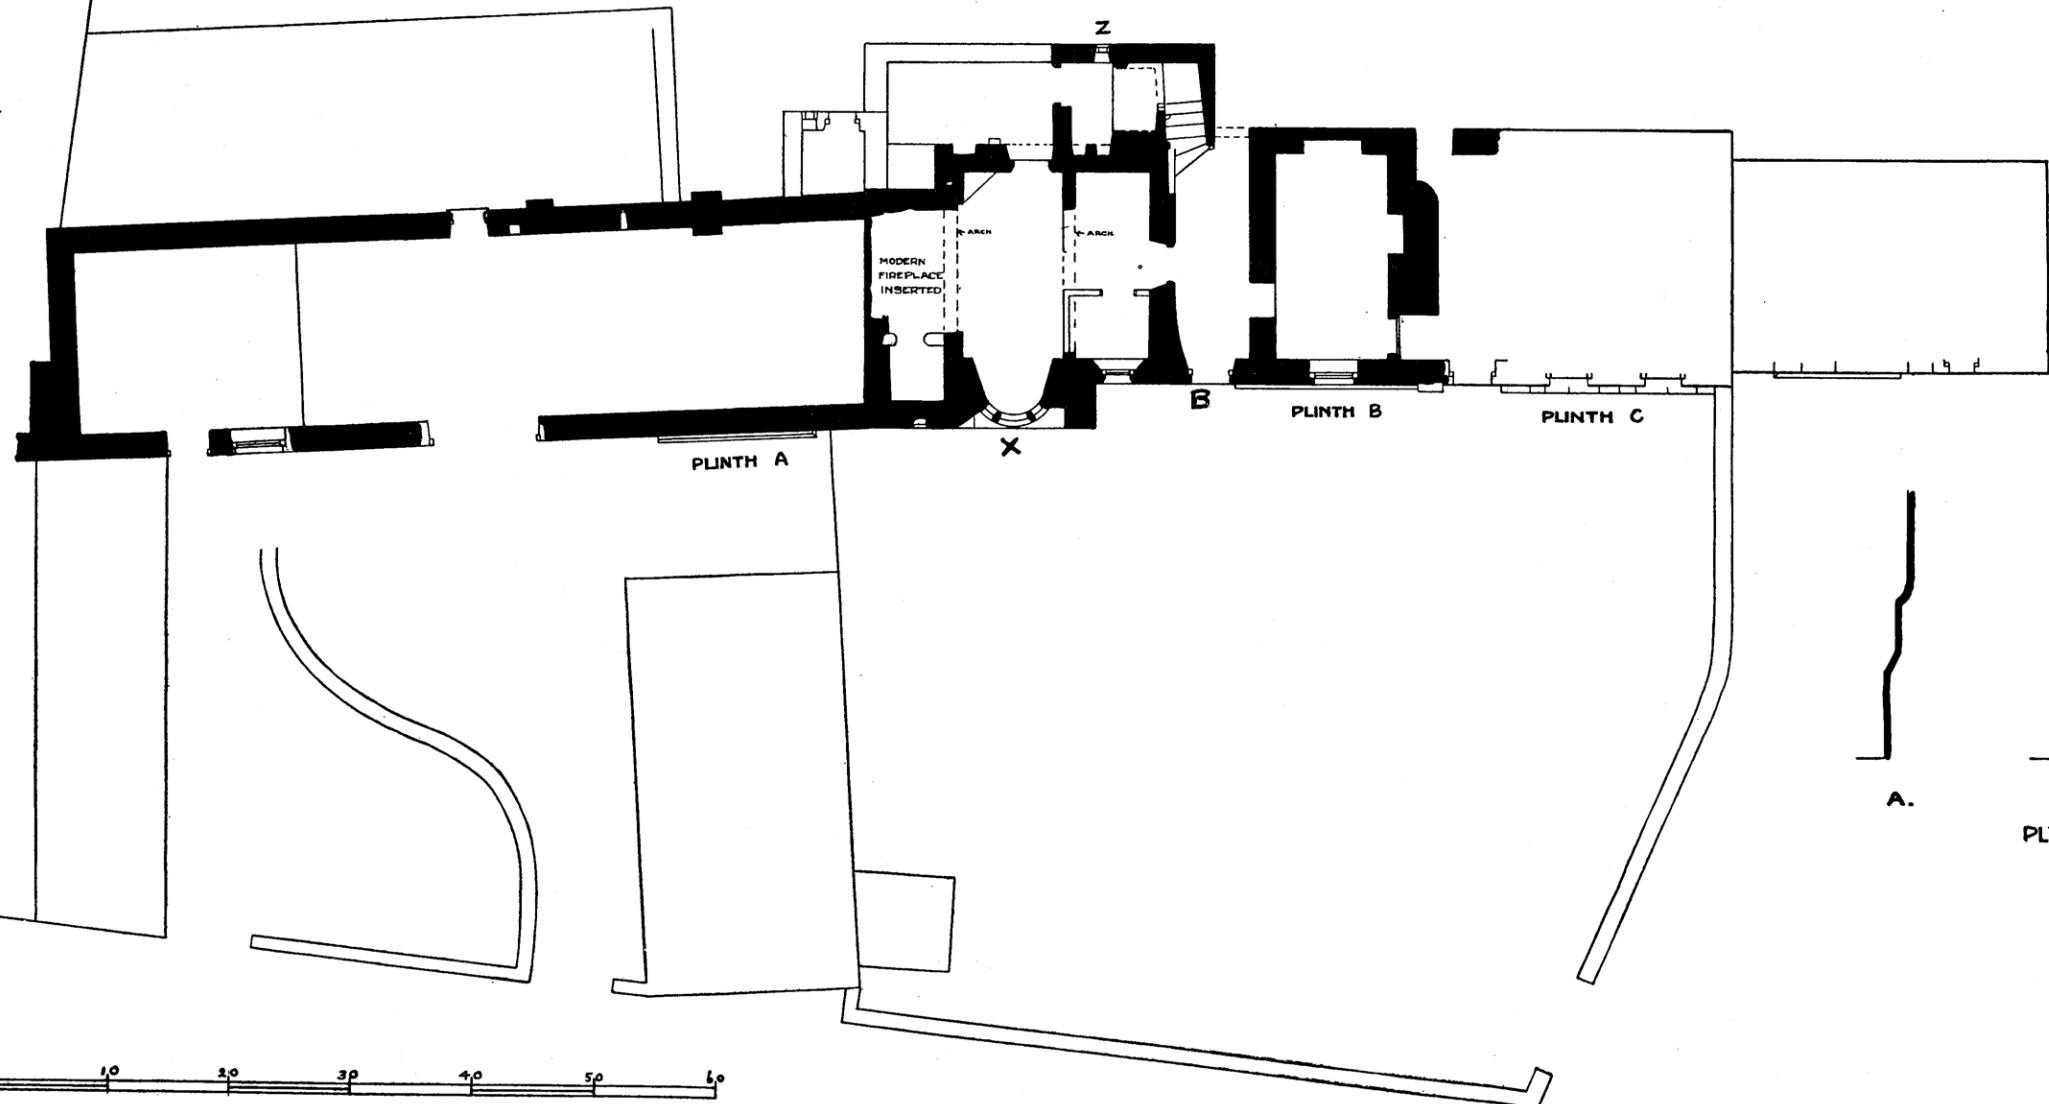 Z
← ARCH
← ARCH
MODERN
FIREPLACE
INSERTED
B
PLINTH B
PLINTH C
X
PLINTH A
A.
PL
10
20
30
40
50
60